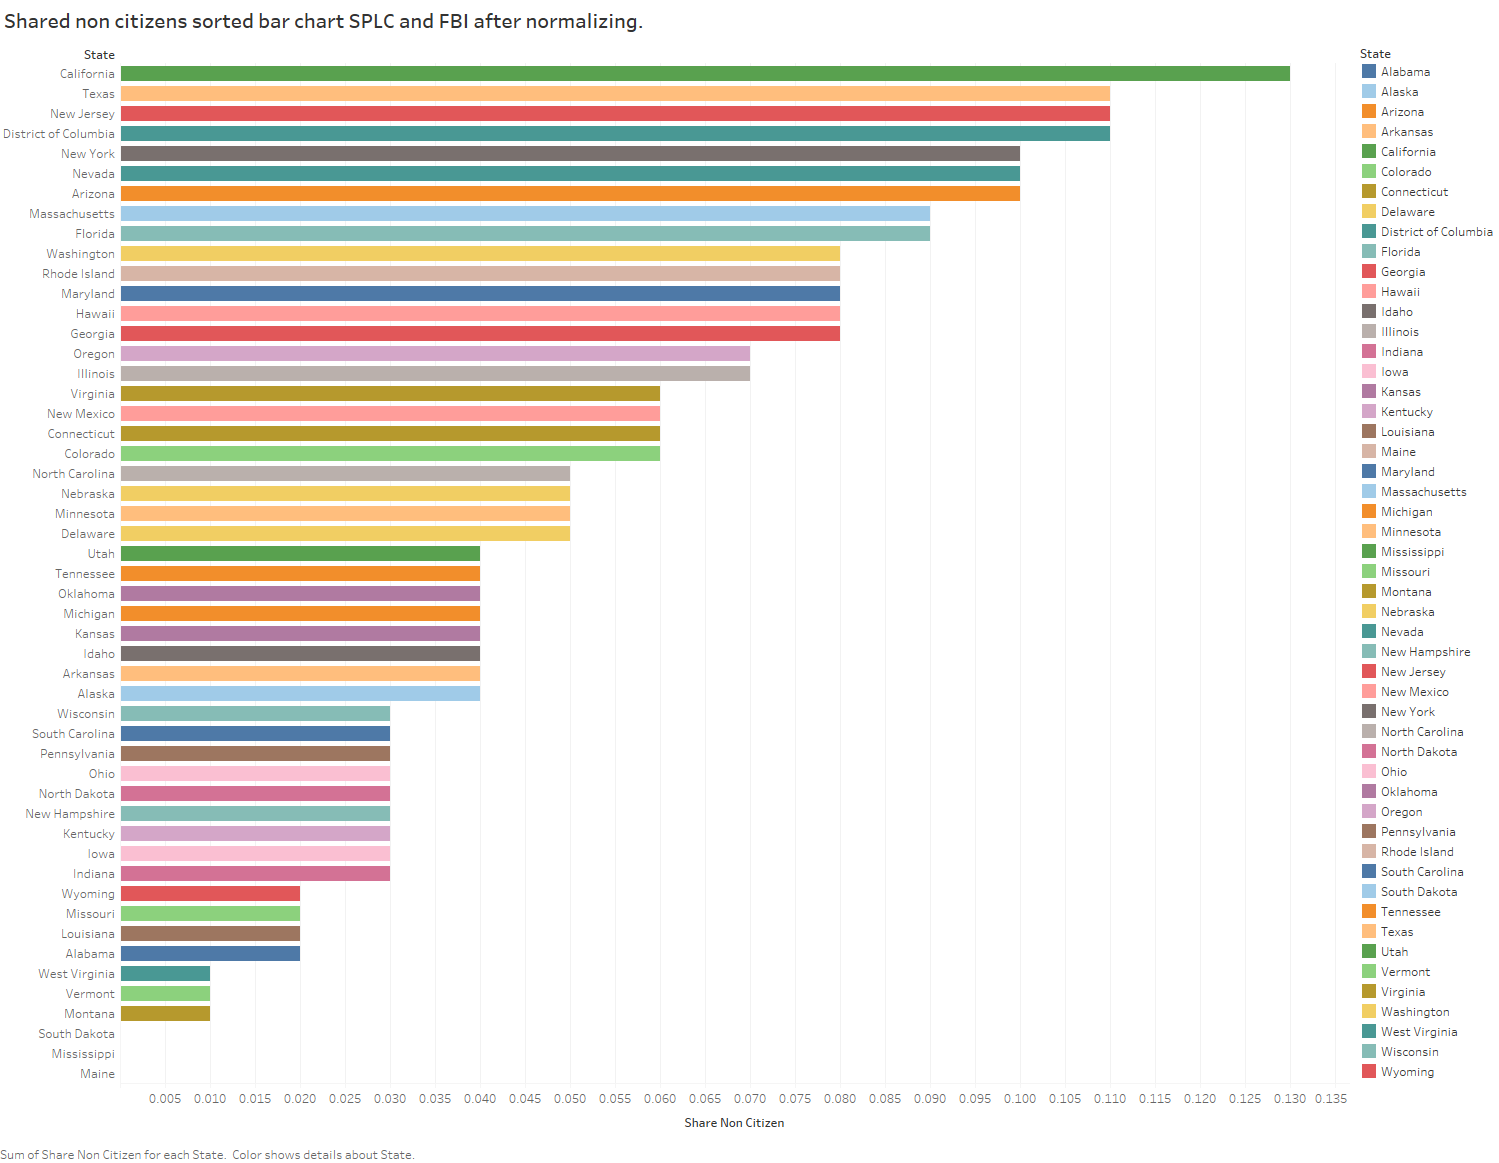 Shared non citizens sorted bar chart SPLC and FBI after normalizing.
State
California
Texas
New Jersey
District of Columbia
New York
Nevada
Arizona
Massachusetts
Florida
Washington
Rhode Island
Maryland
Hawaii
Georgia
Oregon
Illinois
Virginia
New Mexico
Connecticut
Colorado
North Carolina
Nebraska
Minnesota
Delaware
Utah
Tennessee
Oklahoma
Michigan
Kansas
Idaho
Arkansas
Alaska
Wisconsin
South Carolina
Pennsylvania
Ohio
North Dakota
New Hampshire
Kentucky
Iowa
Indiana
Wyoming
Missouri
Louisiana
Alabama
West Virginia
Vermont
Montana
South Dakota
Mississippi
Maine
0.005 0.010 0.015 0.020 0.025 0.030 0.035 0.040 0.045 0.050 0.055 0.060 0.065 0.070 0.075 0.080 0.085 0.090 0.095 0.100 0.105 0.110 0.115 0.120 0.125 0.130 0.135
Share Non Citizen
State
Alabama
Alaska
Arizona
Arkansas
California
Colorado
Connecticut
Delaware
District of Columbia
Florida
Georgia
Hawaii
Idaho
Illinois
Indiana
Iowa
Kansas
Kentucky
Louisiana
Maine
Maryland
Massachusetts
Michigan
Minnesota
Mississippi
Missouri
Montana
Nebraska
Nevada
New Hampshire
New Jersey
New Mexico
New York
North Carolina
North Dakota
Ohio
Oklahoma
Oregon
Pennsylvania
Rhode Island
South Carolina
South Dakota
Tennessee
Texas
Utah
Vermont
Virginia
Washington
West Virginia
Wisconsin
Wyoming
Sum of Share Non Citizen for each State. Color shows details about State.